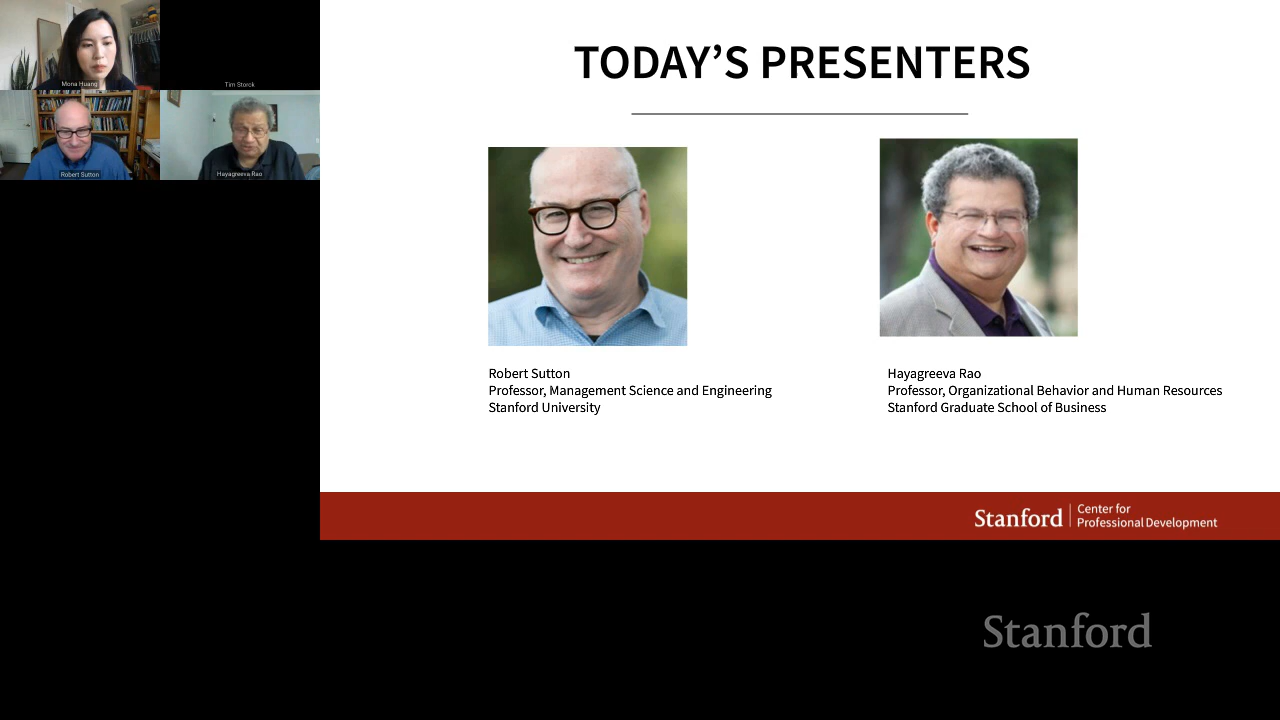 Mona Huang
Tim Storck
Robert Sutton
Hayagreeva Rao
TODAY’S PRESENTERS
Robert Sutton
Professor, Management Science and Engineering
Stanford University
Hayagreeva Rao
Professor, Organizational Behavior and Human Resources
Stanford Graduate School of Business
Stanford
Center for
Professional Development
Stanford